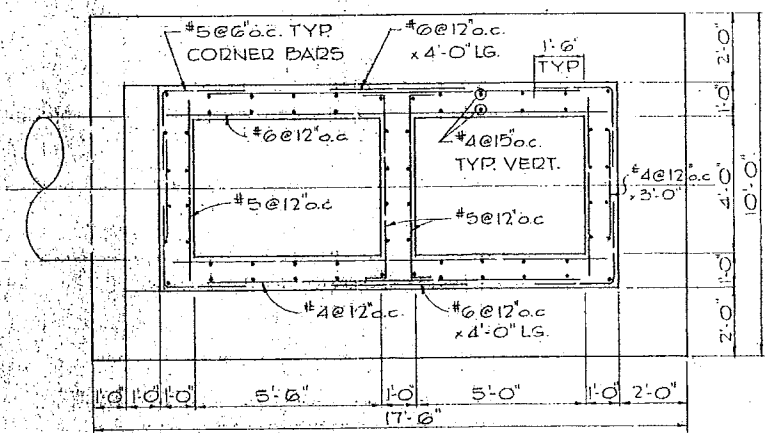 #5@6"o.c. TYP.
CORNER BARS
#6@12"o.c.
x 4'-0" LG.
1'-6"
TYP
#6@12"o.c.
#4@15"o.c.
TYP. VERT.
#4@12"o.c
x 3'-0"
#5@12"o.c
#5@12"o.c
#4@12"o.c.
#6@12"o.c.
x 4'-0" LG.
2'-0"
1'-0"
4'-0"
1'-0"
2'-0"
10'-0"
1'-0" 1'-0" 1'-0" 5'-6" 1'-0" 5'-0" 1'-0" 2'-0"
17'-6"